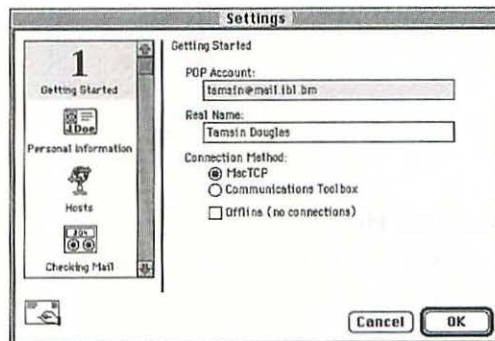 Settings
1
Getting Started
JDoe
Personal Information
Hosts
Checking Mail
Getting Started
POP Account:
tamsin@mail.ibl.bm
Real Name:
Tamsin Douglas
Connection Method:
MacTCP
Communications Toolbox
Offline (no connections)
Cancel
OK